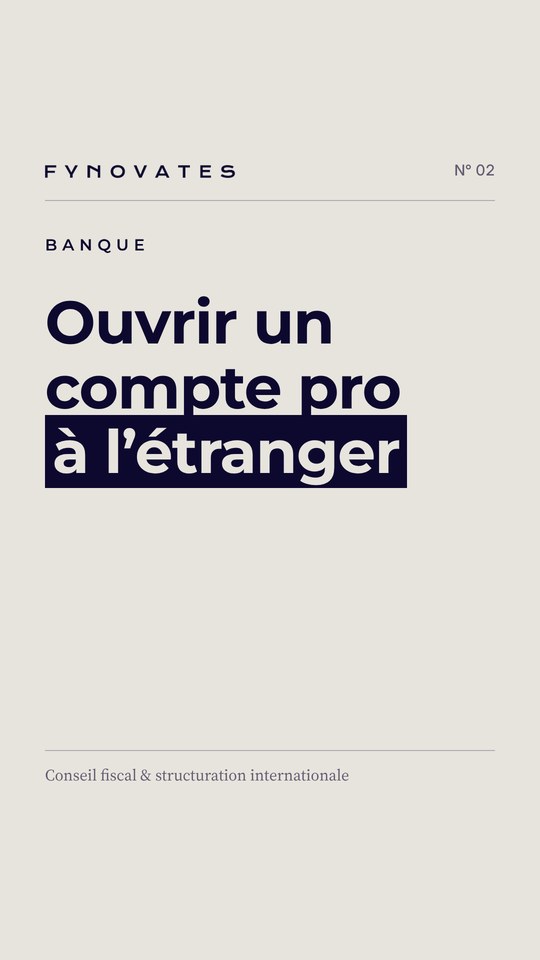 FYNOVATES
N° 02
BANQUE
Ouvrir un
compte pro
à l’étranger
Conseil fiscal & structuration internationale